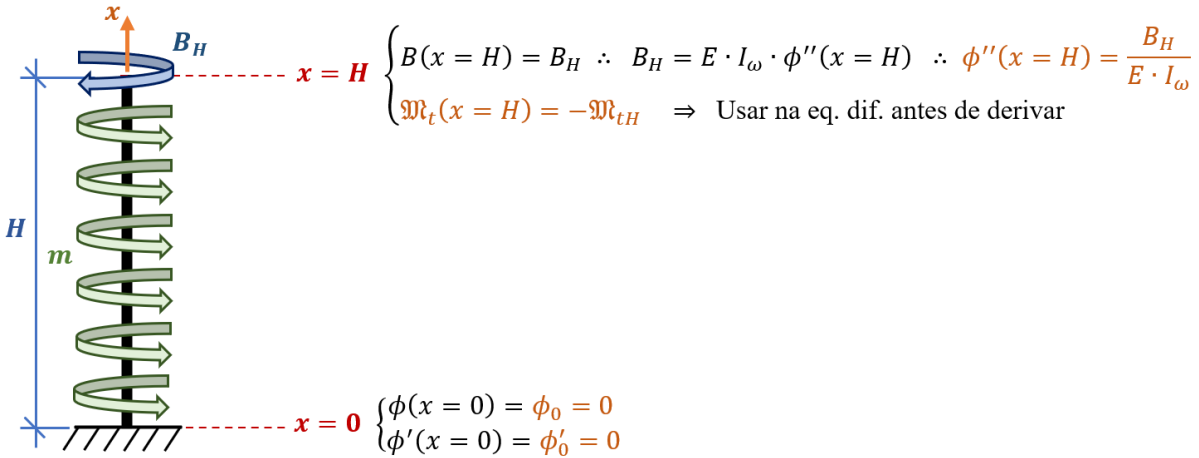 x
B_H
x = H
B(x = H) = B_H ∴ B_H = E · I_ω · ϕ′′(x = H) ∴ ϕ′′(x = H) = B_H / (E · I_ω)
𝔐_t(x = H) = −𝔐_tH ⇒ Usar na eq. dif. antes de derivar
H
m
x = 0
ϕ(x = 0) = ϕ_0 = 0
ϕ′(x = 0) = ϕ′_0 = 0